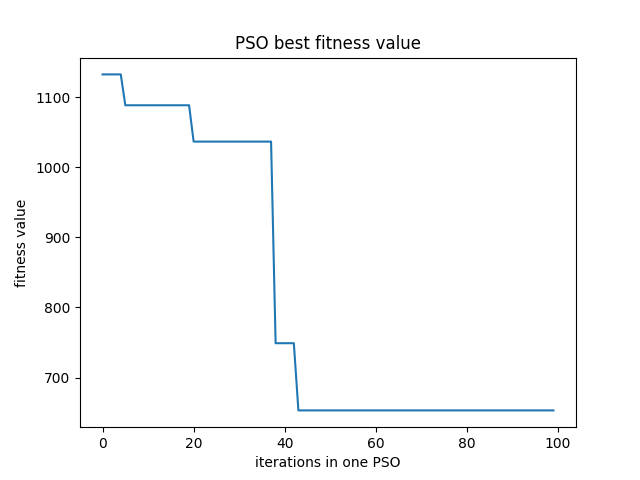 PSO best fitness value
fitness value
1100
1000
900
800
700
0 20 40 60 80 100
iterations in one PSO